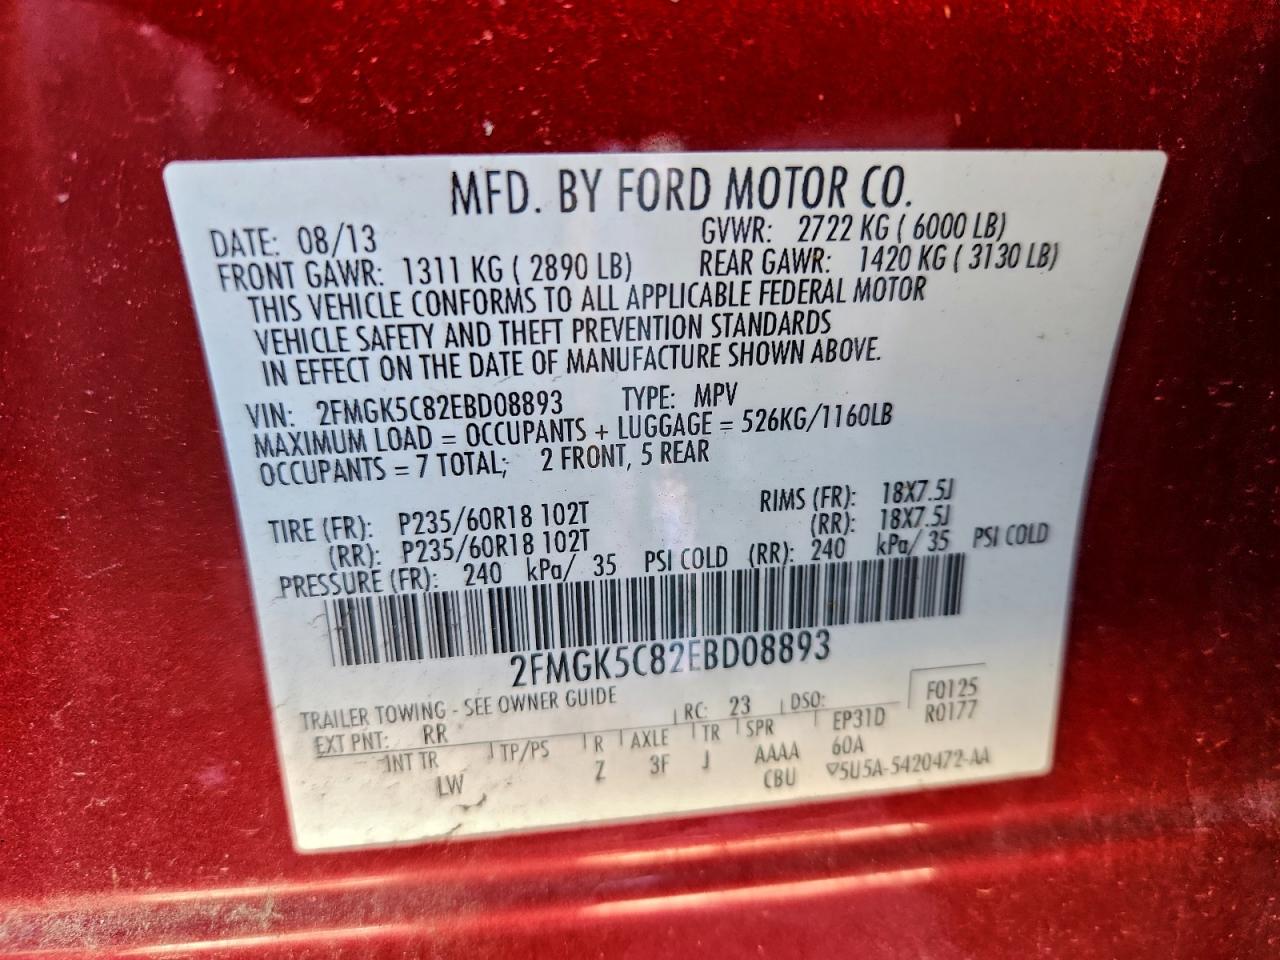 MFD. BY FORD MOTOR CO.
DATE: 08/13 GVWR: 2722 KG ( 6000 LB)
FRONT GAWR: 1311 KG ( 2890 LB) REAR GAWR: 1420 KG ( 3130 LB)
THIS VEHICLE CONFORMS TO ALL APPLICABLE FEDERAL MOTOR
VEHICLE SAFETY AND THEFT PREVENTION STANDARDS
IN EFFECT ON THE DATE OF MANUFACTURE SHOWN ABOVE.
VIN: 2FMGK5C82EBD08893 TYPE: MPV
MAXIMUM LOAD = OCCUPANTS + LUGGAGE = 526KG/1160LB
OCCUPANTS = 7 TOTAL; 2 FRONT, 5 REAR
TIRE (FR): P235/60R18 102T RIMS (FR): 18X7.5J
(RR): P235/60R18 102T (RR): 18X7.5J
PRESSURE (FR): 240 kPa/ 35 PSI COLD (RR): 240 kPa/ 35 PSI COLD
2FMGK5C82EBD08893
TRAILER TOWING - SEE OWNER GUIDE
EXT PNT: RR RC: 23 DSO: F0125
R0177
INT TR TP/PS R AXLE TR SPR EP31D
LW Z 3F J AAAA 60A
CBU ▽5U5A-5420472-AA